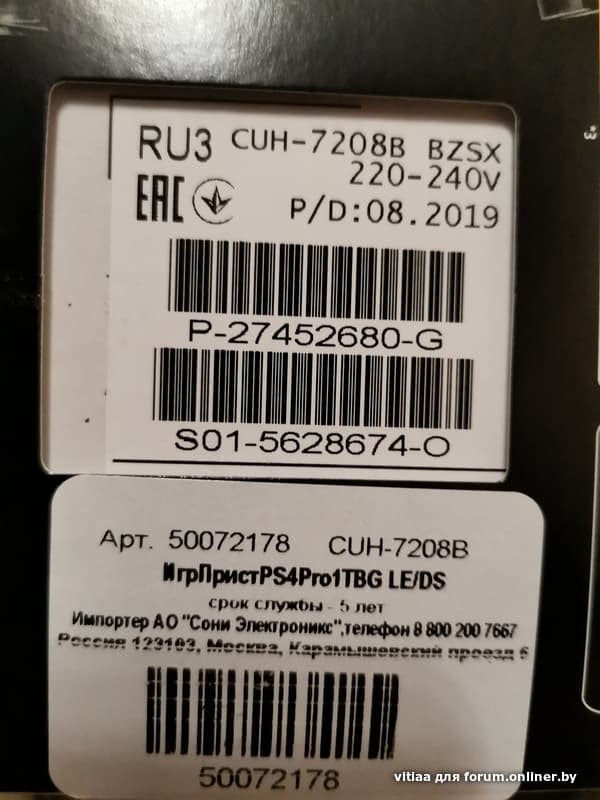 RU3 CUH-7208B BZSX
220-240V
EAC P/D:08.2019
P-27452680-G
S01-5628674-O
Арт. 50072178 CUH-7208B
ИгрПристPS4Pro1TBG LE/DS
срок службы - 5 лет
Импортер АО "Сони Электроникс",телефон 8 800 200 7667
Россия 123103, Москва, Карамышевский проезд 6
50072178
vitlaa для forum.onliner.by
*3